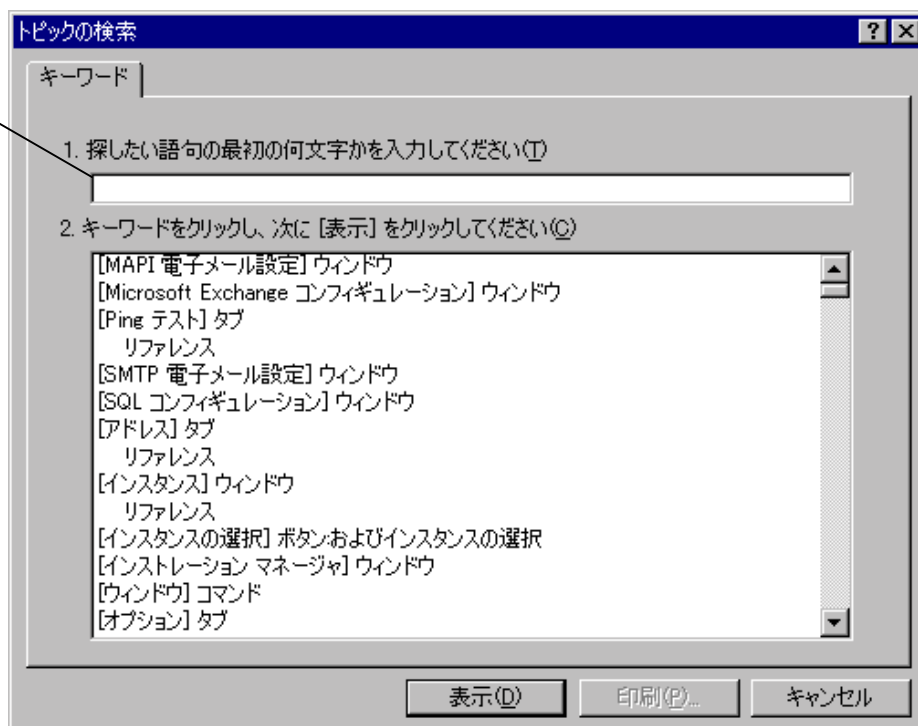 トピックの検索
キーワード
1. 探したい語句の最初の何文字かを入力してください(T)
2. キーワードをクリックし、次に [表示] をクリックしてください(C)
[MAPI 電子メール設定] ウィンドウ
[Microsoft Exchange コンフィギュレーション] ウィンドウ
[Ping テスト] タブ
リファレンス
[SMTP 電子メール設定] ウィンドウ
[SQL コンフィギュレーション] ウィンドウ
[アドレス] タブ
リファレンス
[インスタンス] ウィンドウ
リファレンス
[インスタンスの選択] ボタンおよびインスタンスの選択
[インストレーション マネージャ] ウィンドウ
[ウィンドウ] コマンド
[オプション] タブ
表示(D) 印刷(P)... キャンセル